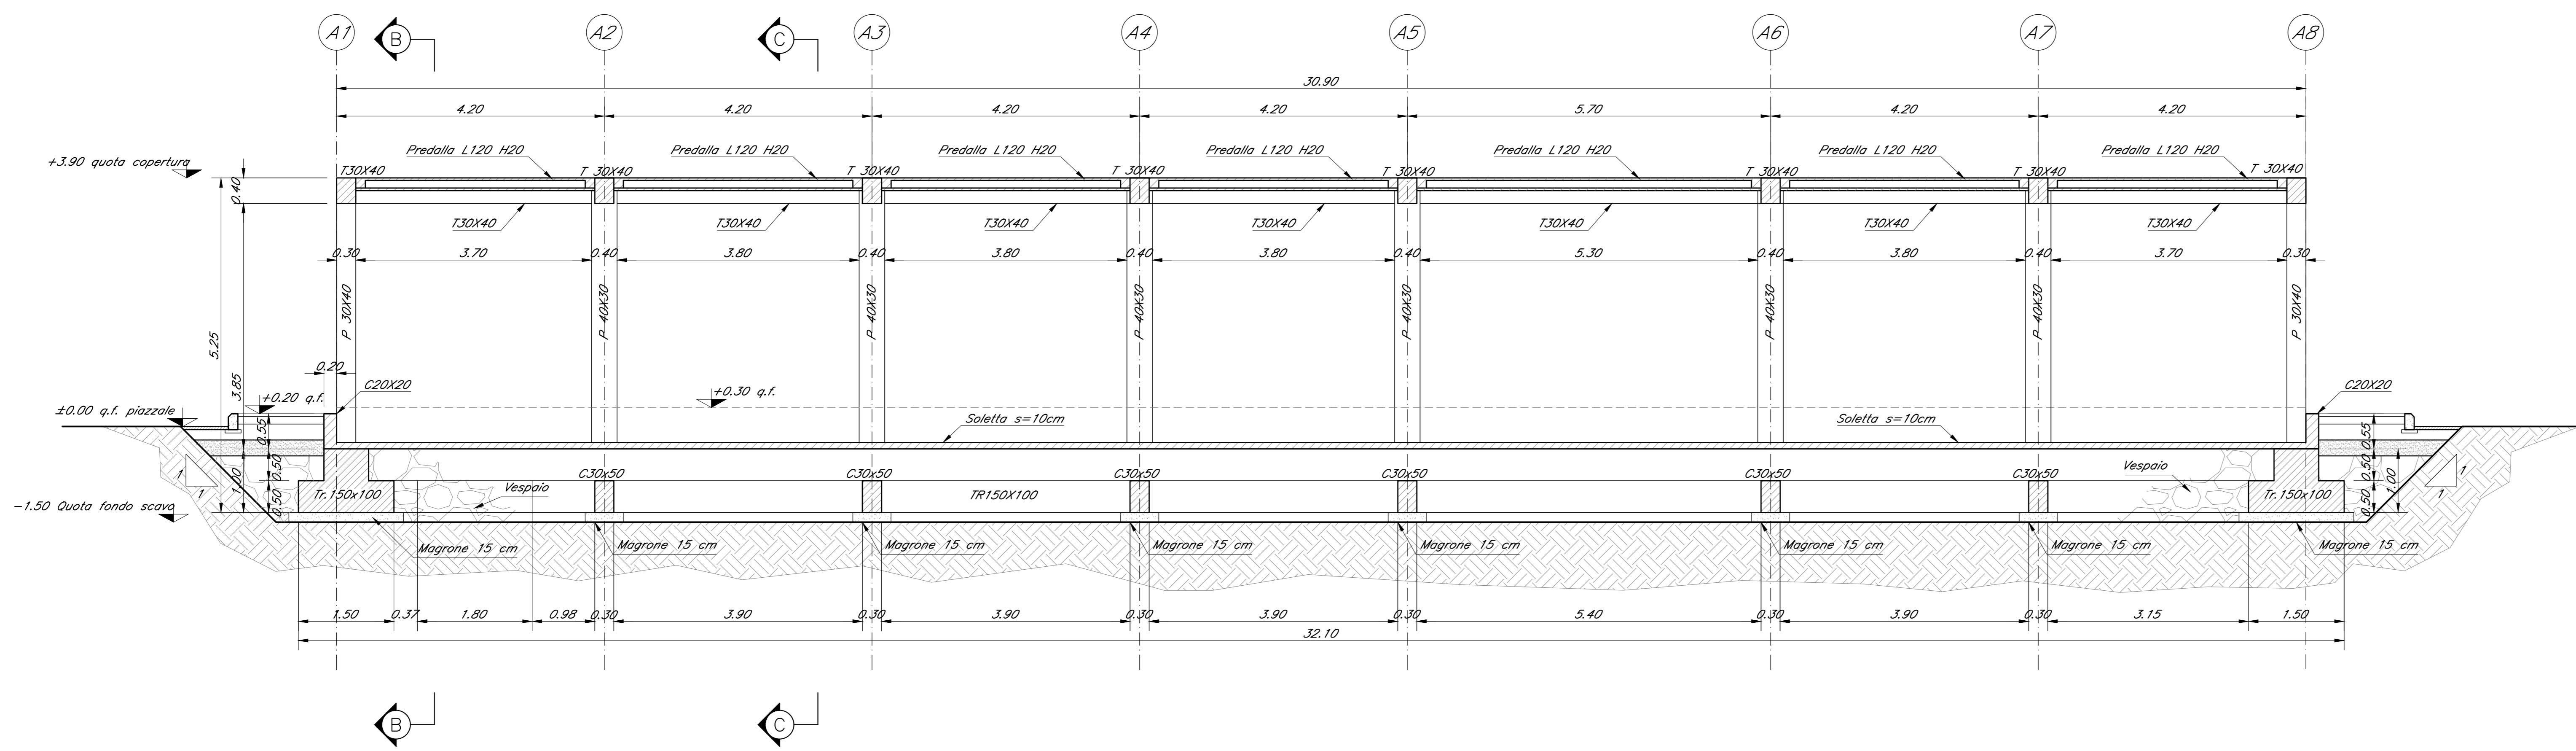 A1 B A2 C A3 A4 A5 A6 A7 A8
30.90
4.20 4.20 4.20 4.20 5.70 4.20 4.20
+3.90 quota copertura
Predalla L120 H20 Predalla L120 H20 Predalla L120 H20 Predalla L120 H20 Predalla L120 H20 Predalla L120 H20 Predalla L120 H20
T30X40 T 30X40 T 30X40 T 30X40 T 30X40 T 30X40 T 30X40 T 30X40
0.40
T30X40 T30X40 T30X40 T30X40 T30X40 T30X40 T30X40
0.30 3.70 0.40 3.80 0.40 3.80 0.40 3.80 0.40 5.30 0.40 3.80 0.40 3.70 0.30
P 30X40 P 40X30 P 40X30 P 40X30 P 40X30 P 40X30 P 40X30 P 30X40
5.25
3.85
0.20
C20X20 C20X20
+0.20 q.f.
+0.30 q.f.
±0.00 q.f. piazzale
Soletta s=10cm Soletta s=10cm
0.55 0.55
1.00 0.50 0.50 1.00
0.50 0.50
1 1
1 1
C30x50 C30x50 C30x50 C30x50 C30x50 C30x50
Vespaio Vespaio
Tr.150x100 TR150X100 Tr.150x100
-1.50 Quota fondo scavo
Magrone 15 cm Magrone 15 cm Magrone 15 cm Magrone 15 cm Magrone 15 cm Magrone 15 cm Magrone 15 cm Magrone 15 cm
1.50 0.37 1.80 0.98 0.30 3.90 0.30 3.90 0.30 3.90 0.30 5.40 0.30 3.90 0.30 3.15 1.50
32.10
B C